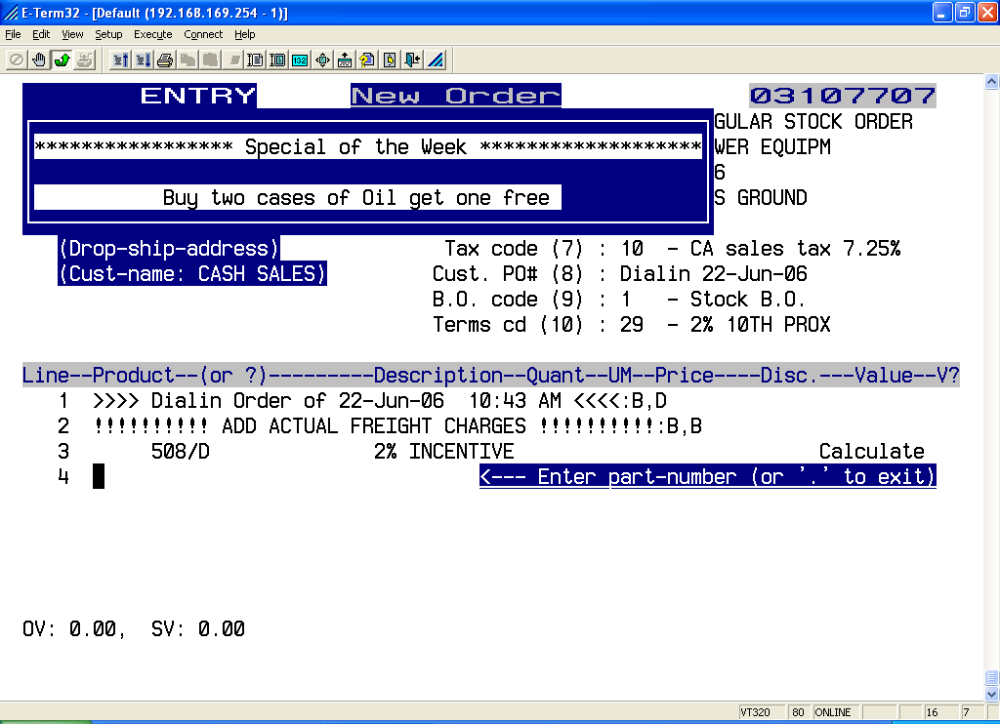 E-Term32 - [Default (192.168.169.254 - 1)]
File Edit View Setup Execute Connect Help
132
ENTRY New Order 03107707
GULAR STOCK ORDER
***************** Special of the Week ******************* WER EQUIPM
6
Buy two cases of Oil get one free S GROUND
(Drop-ship-address) Tax code (7) : 10 - CA sales tax 7.25%
(Cust-name: CASH SALES) Cust. PO# (8) : Dialin 22-Jun-06
B.O. code (9) : 1 - Stock B.O.
Terms cd (10) : 29 - 2% 10TH PROX
Line--Product--(or ?)---------Description--Quant--UM--Price----Disc.---Value--V?
1 >>>> Dialin Order of 22-Jun-06 10:43 AM <<<<:B,D
2 !!!!!!!!!! ADD ACTUAL FREIGHT CHARGES !!!!!!!!!!:B,B
3 508/D 2% INCENTIVE Calculate
4 <--- Enter part-number (or '.' to exit)
OV: 0.00, SV: 0.00
VT320 80 ONLINE 16 7